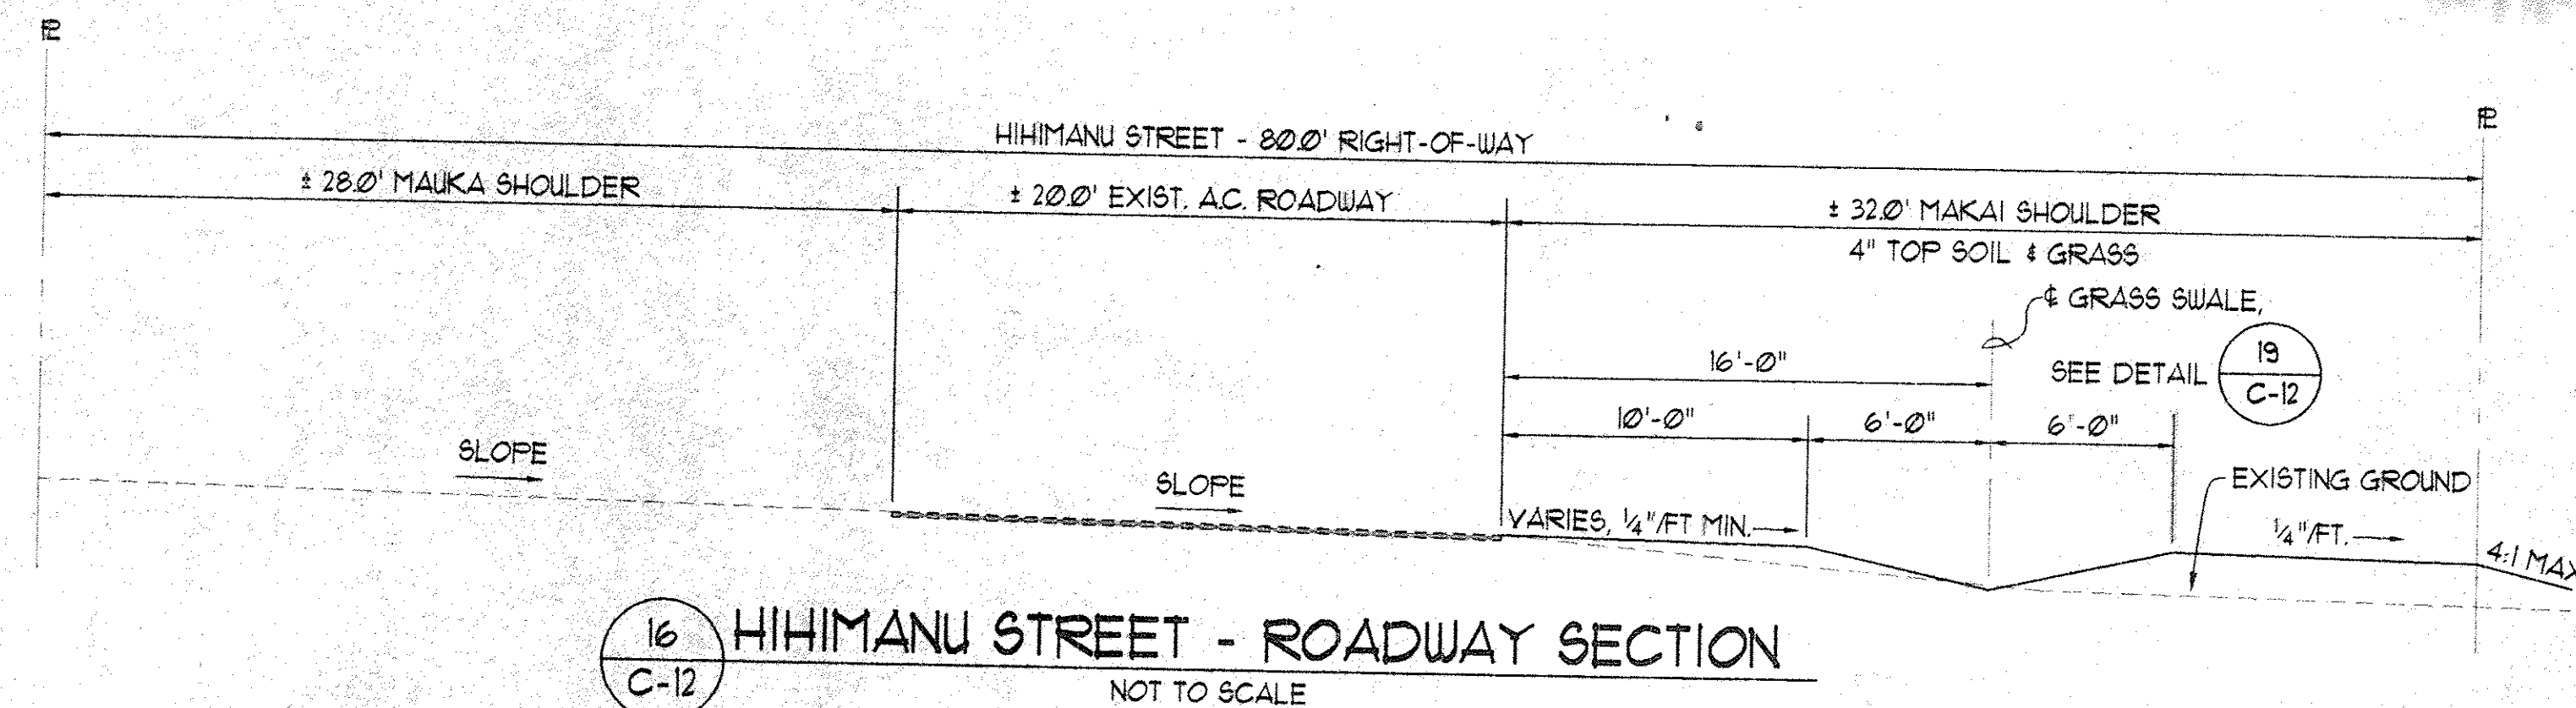 PL
PL
HIHIMANU STREET - 80.0' RIGHT-OF-WAY
± 28.0' MAUKA SHOULDER
± 20.0' EXIST. A.C. ROADWAY
± 32.0' MAKAI SHOULDER
4" TOP SOIL & GRASS
℄ GRASS SWALE,
SEE DETAIL
19
C-12
16'-0"
10'-0"
6'-0"
6'-0"
SLOPE
SLOPE
VARIES, 1/4"/FT MIN.
EXISTING GROUND
1/4"/FT.
4:1 MAX
16
C-12
HIHIMANU STREET - ROADWAY SECTION
NOT TO SCALE